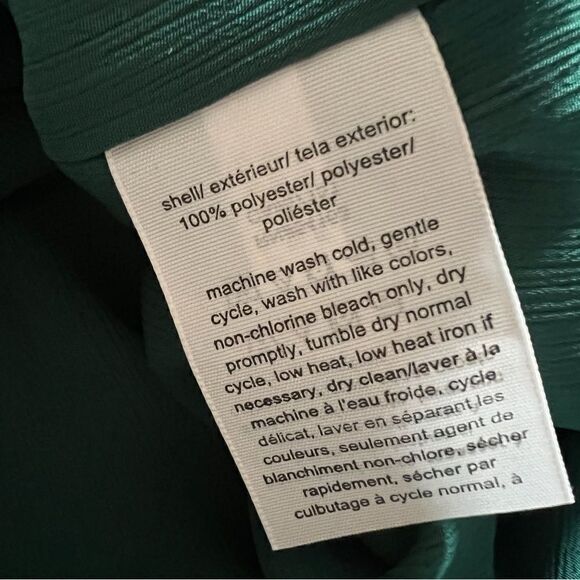 shell/ extérieur/ tela exterior:
100% polyester/ polyester/
poliéster
machine wash cold, gentle
cycle, wash with like colors,
non-chlorine bleach only, dry
promptly, tumble dry normal
cycle, low heat, low heat iron if
necessary, dry clean/laver à la
machine à l'eau froide, cycle
délicat, laver en séparant les
couleurs, seulement agent de
blanchiment non-chlore, sécher
rapidement, sécher par
culbutage à cycle normal, à